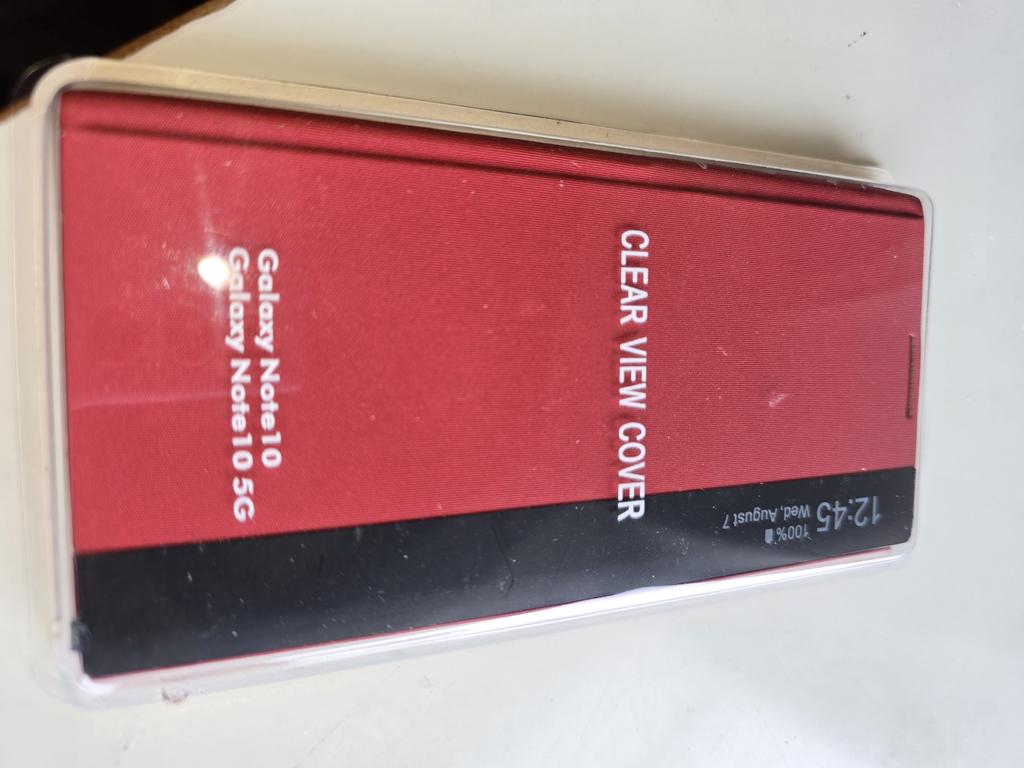 12:45
Wed, August 7
100%
CLEAR VIEW COVER
Galaxy Note10
Galaxy Note10 5G